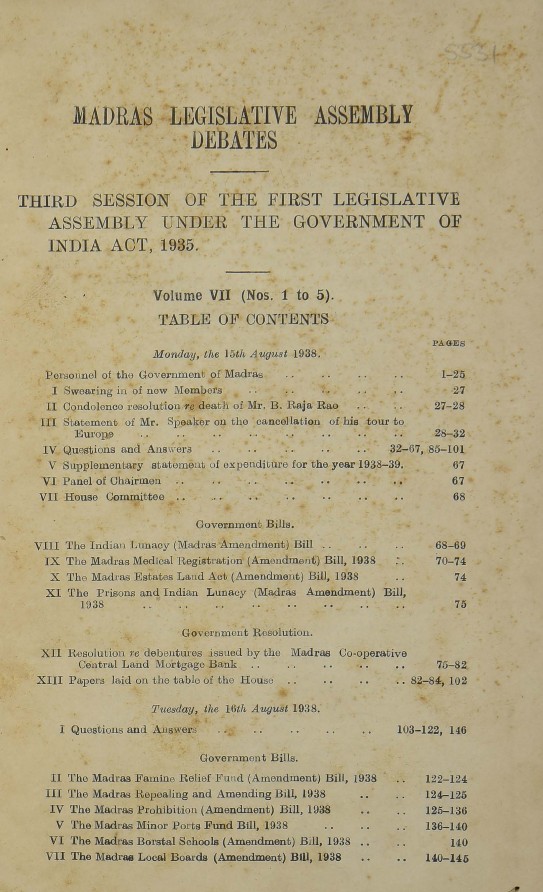 5531
MADRAS LEGISLATIVE ASSEMBLY
DEBATES
THIRD SESSION OF THE FIRST LEGISLATIVE
ASSEMBLY UNDER THE GOVERNMENT OF
INDIA ACT, 1935.
Volume VII (Nos. 1 to 5).
TABLE OF CONTENTS
PAGES
Monday, the 15th August 1938.
Personnel of the Government of Madras .. .. .. .. 1-25
I Swearing in of new Members .. .. .. .. .. 27
II Condolence resolution re death of Mr. B. Raja Rao .. .. 27-28
III Statement of Mr. Speaker on the cancellation of his tour to
Europe .. .. .. .. .. .. .. .. 28-32
IV Questions and Answers .. .. .. .. .. 32-67, 85-101
V Supplementary statement of expenditure for the year 1938-39. 67
VI Panel of Chairmen .. .. .. .. .. .. .. 67
VII House Committee .. .. .. .. .. .. .. 68
Government Bills.
VIII The Indian Lunacy (Madras Amendment) Bill .. .. .. 68-69
IX The Madras Medical Registration (Amendment) Bill, 1938 .. 70-74
X The Madras Estates Land Act (Amendment) Bill, 1938 .. 74
XI The Prisons and Indian Lunacy (Madras Amendment) Bill,
1938 .. .. .. .. .. .. .. .. 75
Government Resolution.
XII Resolution re debentures issued by the Madras Co-operative
Central Land Mortgage Bank .. .. .. .. .. 75-82
XIII Papers laid on the table of the House .. .. .. .. 82-84, 102
Tuesday, the 16th August 1938.
I Questions and Answers .. .. .. .. .. 103-122, 146
Government Bills.
II The Madras Famine Relief Fund (Amendment) Bill, 1938 .. 122-124
III The Madras Repealing and Amending Bill, 1938 .. .. 124-125
IV The Madras Prohibition (Amendment) Bill, 1938 .. .. 125-136
V The Madras Minor Ports Fund Bill, 1938 .. .. .. 136-140
VI The Madras Borstal Schools (Amendment) Bill, 1938 .. .. 140
VII The Madras Local Boards (Amendment) Bill, 1938 .. .. 140-145